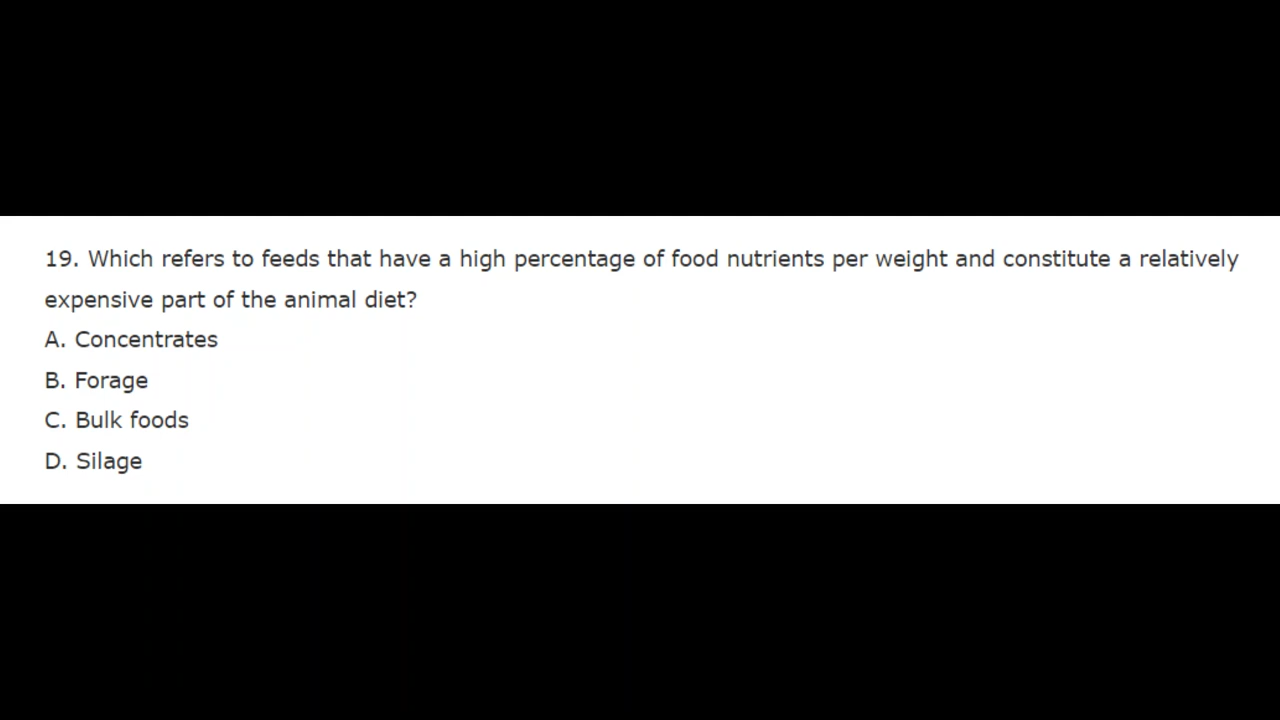 19. Which refers to feeds that have a high percentage of food nutrients per weight and constitute a relatively
expensive part of the animal diet?
A. Concentrates
B. Forage
C. Bulk foods
D. Silage